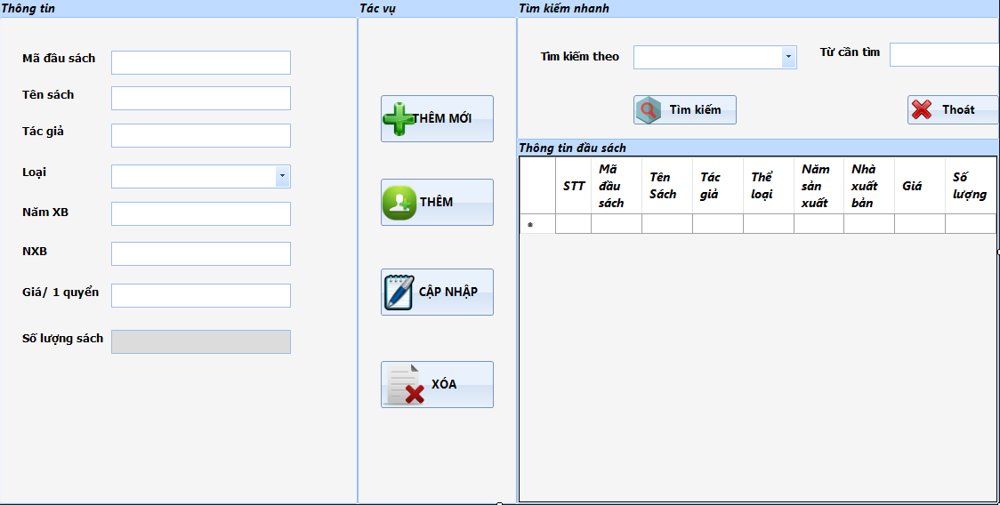 Thông tin
Mã đầu sách
Tên sách
Tác giả
Loại
Năm XB
NXB
Giá/ 1 quyển
Số lượng sách
Tác vụ
THÊM MỚI
THÊM
CẬP NHẬP
XÓA
Tìm kiếm nhanh
Tìm kiếm theo
Từ cần tìm
Tìm kiếm
Thoát
Thông tin đầu sách
STT
Mã
đầu
sách
Tên
Sách
Tác
giả
Thể
loại
Năm
sản
xuất
Nhà
xuất
bản
Giá
Số
lượng
*